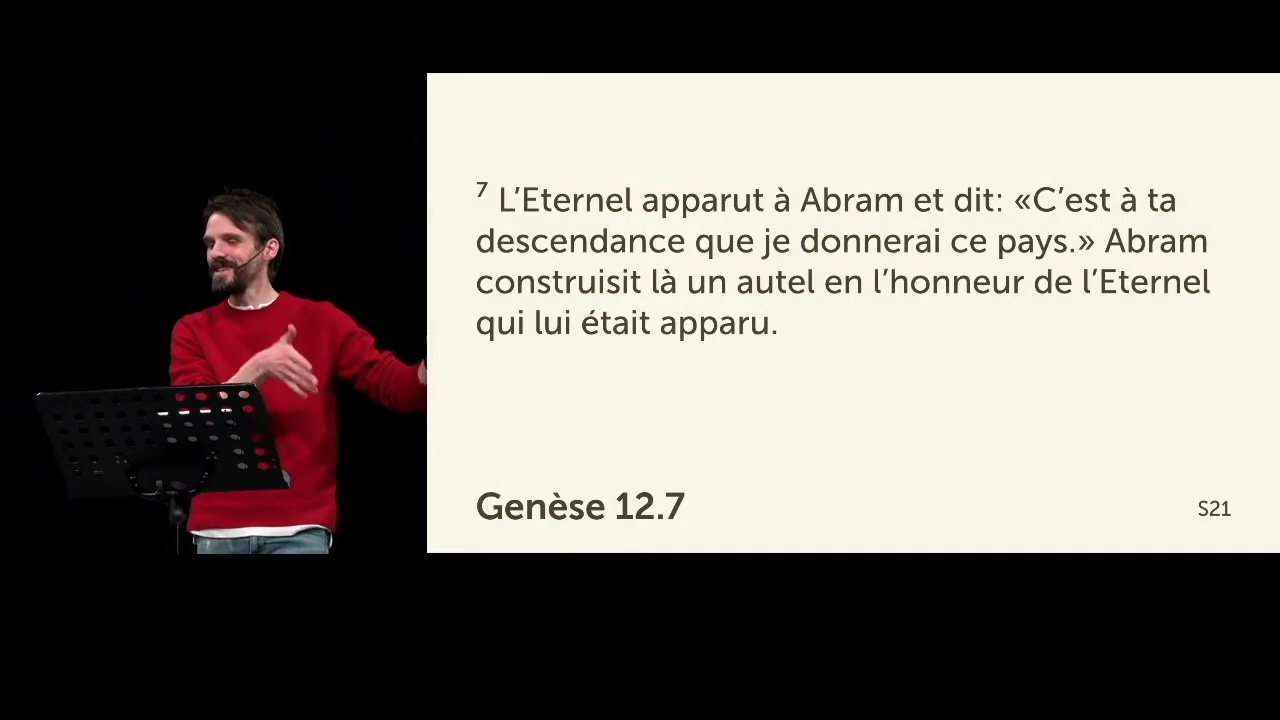 ⁷ L’Eternel apparut à Abram et dit: «C’est à ta
descendance que je donnerai ce pays.» Abram
construisit là un autel en l’honneur de l’Eternel
qui lui était apparu.
Genèse 12.7
S21